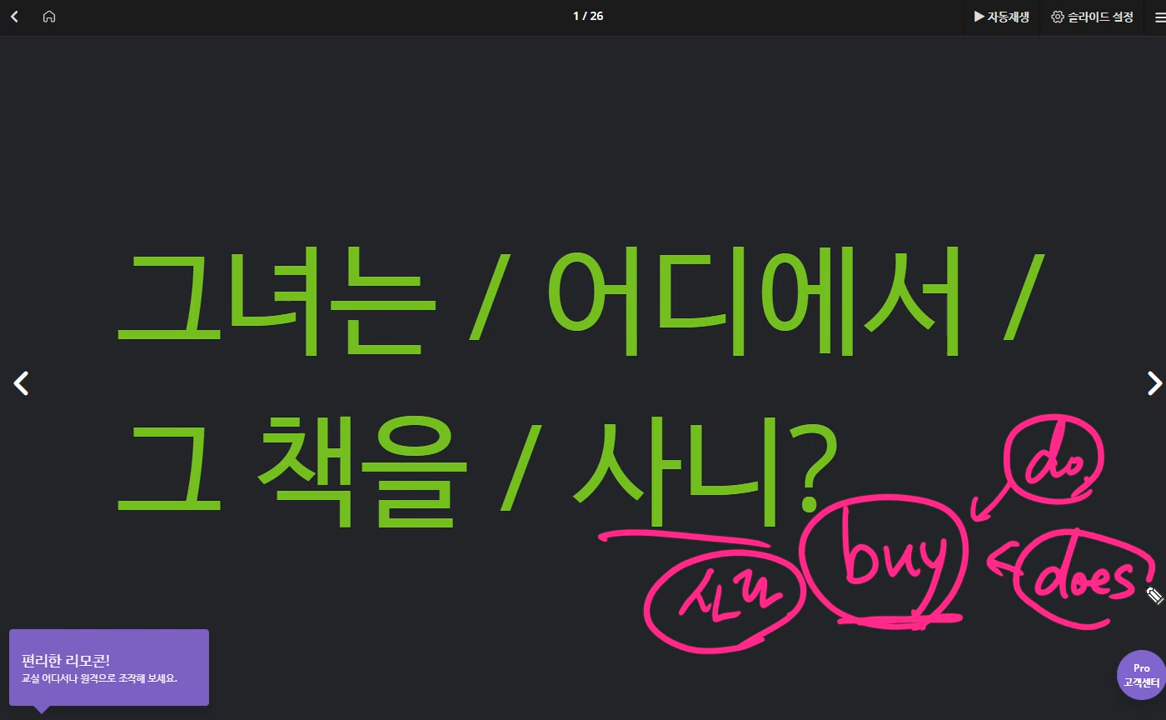 1 / 26
자동재생
슬라이드 설정
그녀는 / 어디에서 /
그 책을 / 사니?
do
buy
does
편리한 리모콘!
교실 어디서나 원격으로 조작해 보세요.
Pro
고객센터